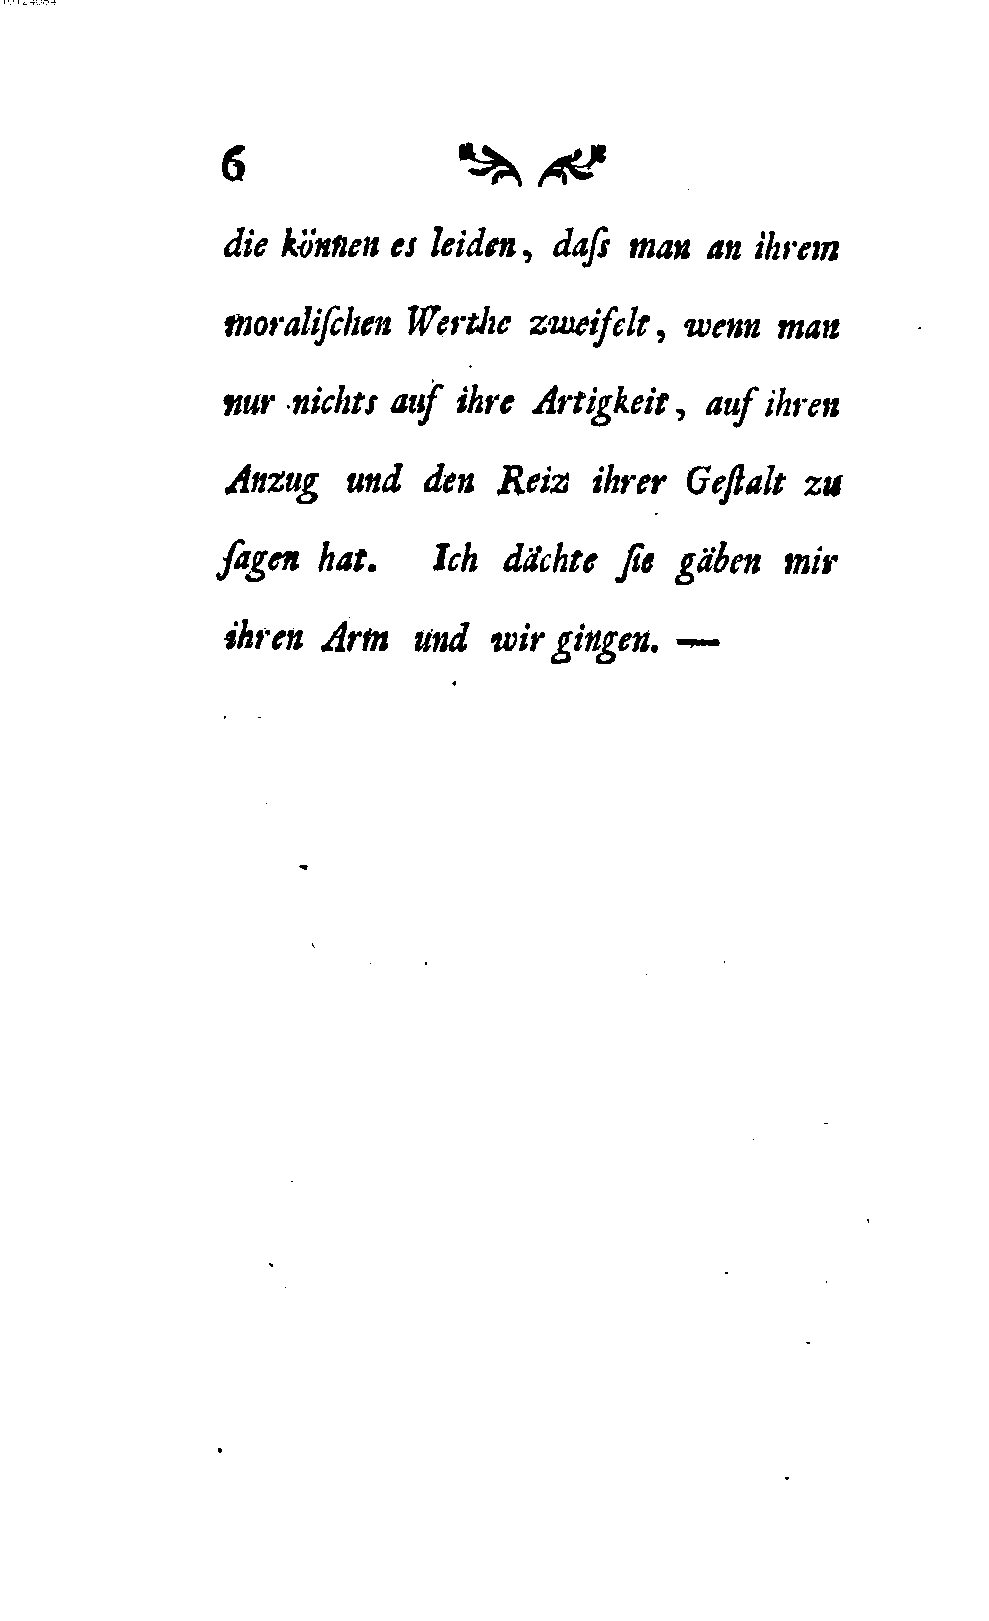 6
die können es leiden, daſs man an ihrem
moraliſchen Werthe zweifelt, wenn man
nur nichts auf ihre Artigkeit, auf ihren
Anzug und den Reiz ihrer Geſtalt zu
ſagen hat. Ich dächte ſie gäben mir
ihren Arm und wir gingen. —